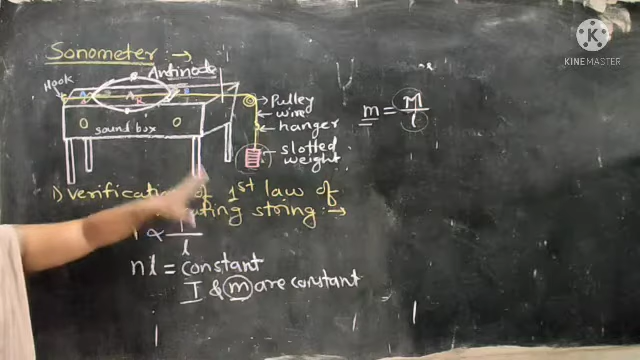 Sonometer →
Antinode
Hook
A
B
R
sound box
→ Pulley
→ wire
→ hanger
→ slotted weight
m = M / l
1) Verification of 1st law of
ating string :→
∝ 1 / l
nl = constant
T & m are constant
KINEMASTER